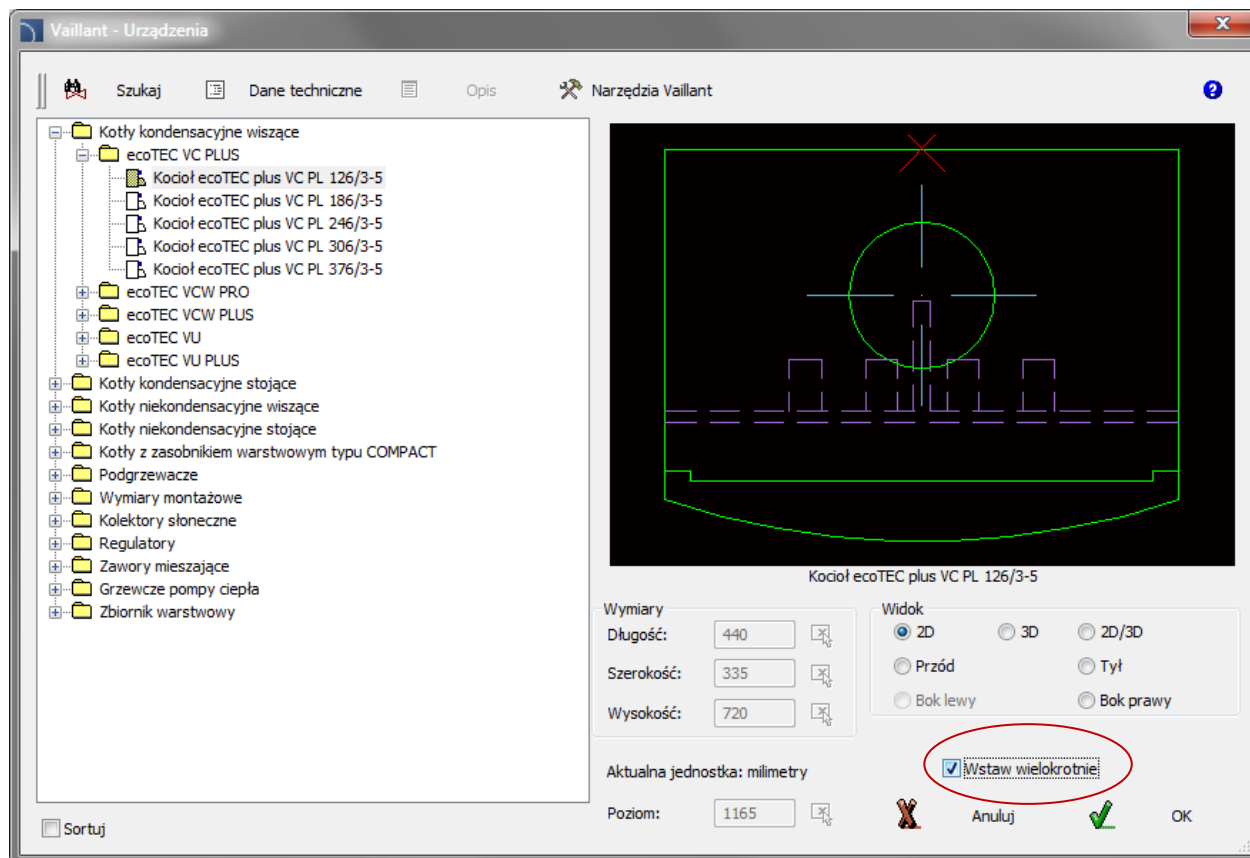 Vaillant - Urządzenia
Szukaj Dane techniczne Opis Narzędzia Vaillant
Kotły kondensacyjne wiszące
ecoTEC VC PLUS
Kocioł ecoTEC plus VC PL 126/3-5
Kocioł ecoTEC plus VC PL 186/3-5
Kocioł ecoTEC plus VC PL 246/3-5
Kocioł ecoTEC plus VC PL 306/3-5
Kocioł ecoTEC plus VC PL 376/3-5
ecoTEC VCW PRO
ecoTEC VCW PLUS
ecoTEC VU
ecoTEC VU PLUS
Kotły kondensacyjne stojące
Kotły niekondensacyjne wiszące
Kotły niekondensacyjne stojące
Kotły z zasobnikiem warstwowym typu COMPACT
Podgrzewacze
Wymiary montażowe
Kolektory słoneczne
Regulatory
Zawory mieszające
Grzewcze pompy ciepła
Zbiornik warstwowy
Sortuj
Kocioł ecoTEC plus VC PL 126/3-5
Wymiary
Długość: 440
Szerokość: 335
Wysokość: 720
Widok
2D 3D 2D/3D
Przód Tył
Bok lewy Bok prawy
Aktualna jednostka: milimetry
Wstaw wielokrotnie
Poziom: 1165
Anuluj OK